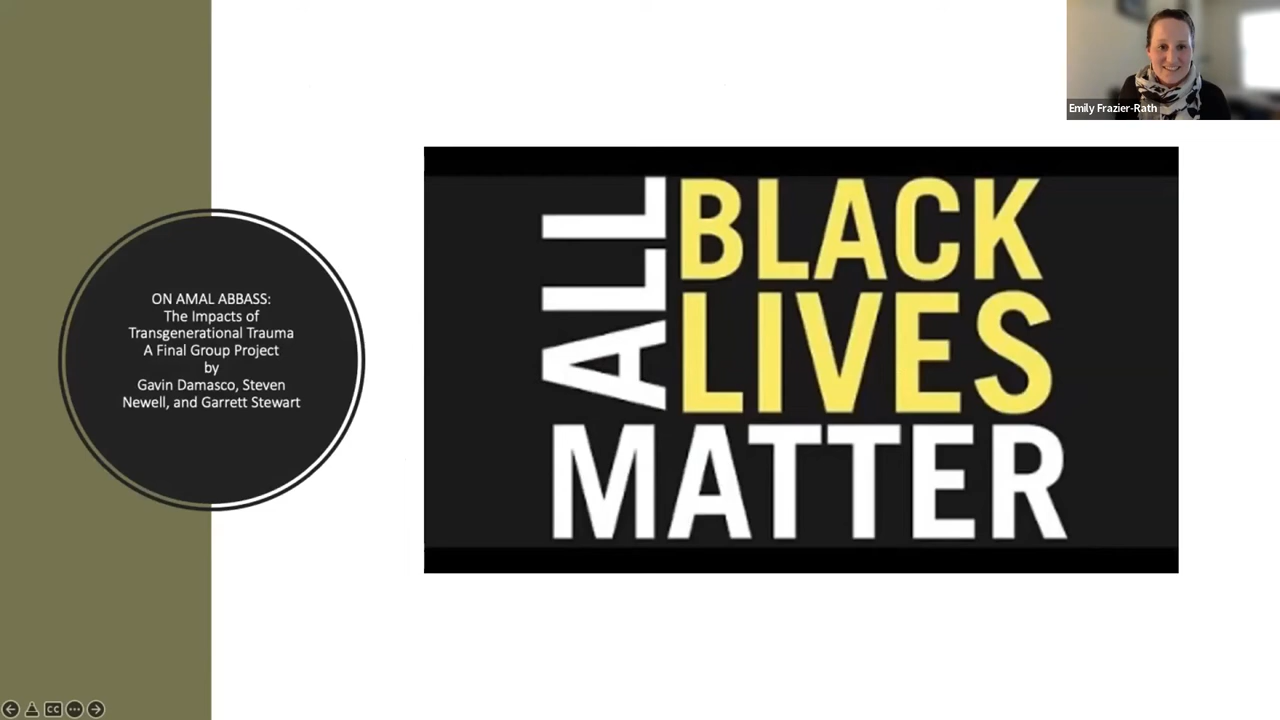 Emily Frazier-Rath
ON AMAL ABBASS:
The Impacts of
Transgenerational Trauma
A Final Group Project
by
Gavin Damasco, Steven
Newell, and Garrett Stewart
ALL
BLACK
LIVES
MATTER
CC